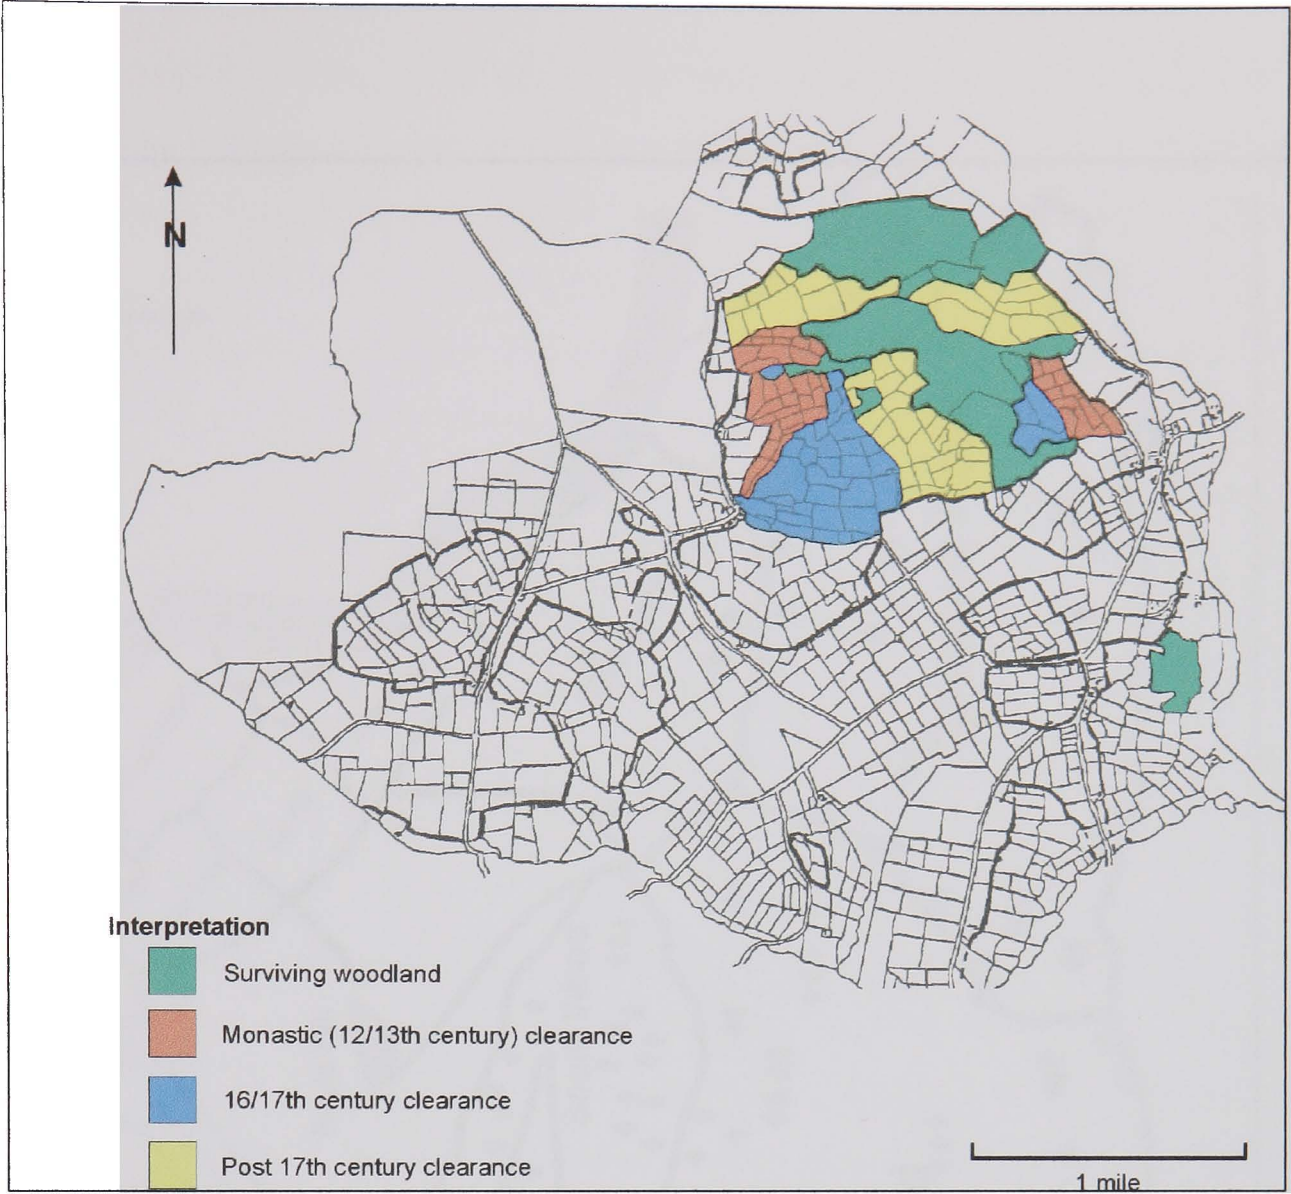 N
Interpretation
Surviving woodland
Monastic (12/13th century) clearance
16/17th century clearance
Post 17th century clearance
1 mile